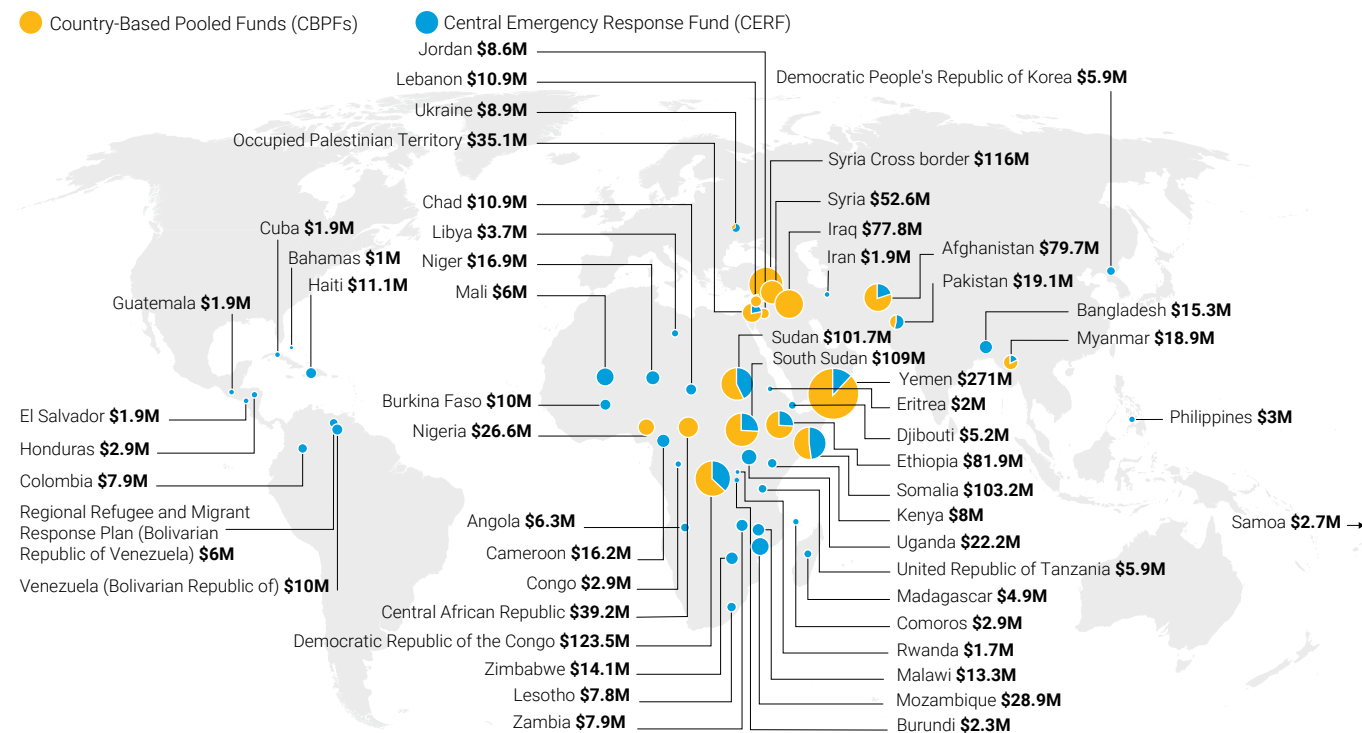 Country-Based Pooled Funds (CBPFs)
Central Emergency Response Fund (CERF)
Jordan $8.6M
Lebanon $10.9M
Ukraine $8.9M
Occupied Palestinian Territory $35.1M
Democratic People's Republic of Korea $5.9M
Syria Cross border $116M
Syria $52.6M
Iraq $77.8M
Iran $1.9M
Afghanistan $79.7M
Pakistan $19.1M
Bangladesh $15.3M
Myanmar $18.9M
Chad $10.9M
Libya $3.7M
Niger $16.9M
Mali $6M
Cuba $1.9M
Bahamas $1M
Haiti $11.1M
Guatemala $1.9M
Sudan $101.7M
South Sudan $109M
Yemen $271M
Eritrea $2M
Djibouti $5.2M
Ethiopia $81.9M
Somalia $103.2M
Kenya $8M
Uganda $22.2M
United Republic of Tanzania $5.9M
Madagascar $4.9M
Comoros $2.9M
Rwanda $1.7M
Malawi $13.3M
Mozambique $28.9M
Burundi $2.3M
Philippines $3M
Samoa $2.7M
Burkina Faso $10M
Nigeria $26.6M
El Salvador $1.9M
Honduras $2.9M
Colombia $7.9M
Regional Refugee and Migrant
Response Plan (Bolivarian
Republic of Venezuela) $6M
Venezuela (Bolivarian Republic of) $10M
Angola $6.3M
Cameroon $16.2M
Congo $2.9M
Central African Republic $39.2M
Democratic Republic of the Congo $123.5M
Zimbabwe $14.1M
Lesotho $7.8M
Zambia $7.9M